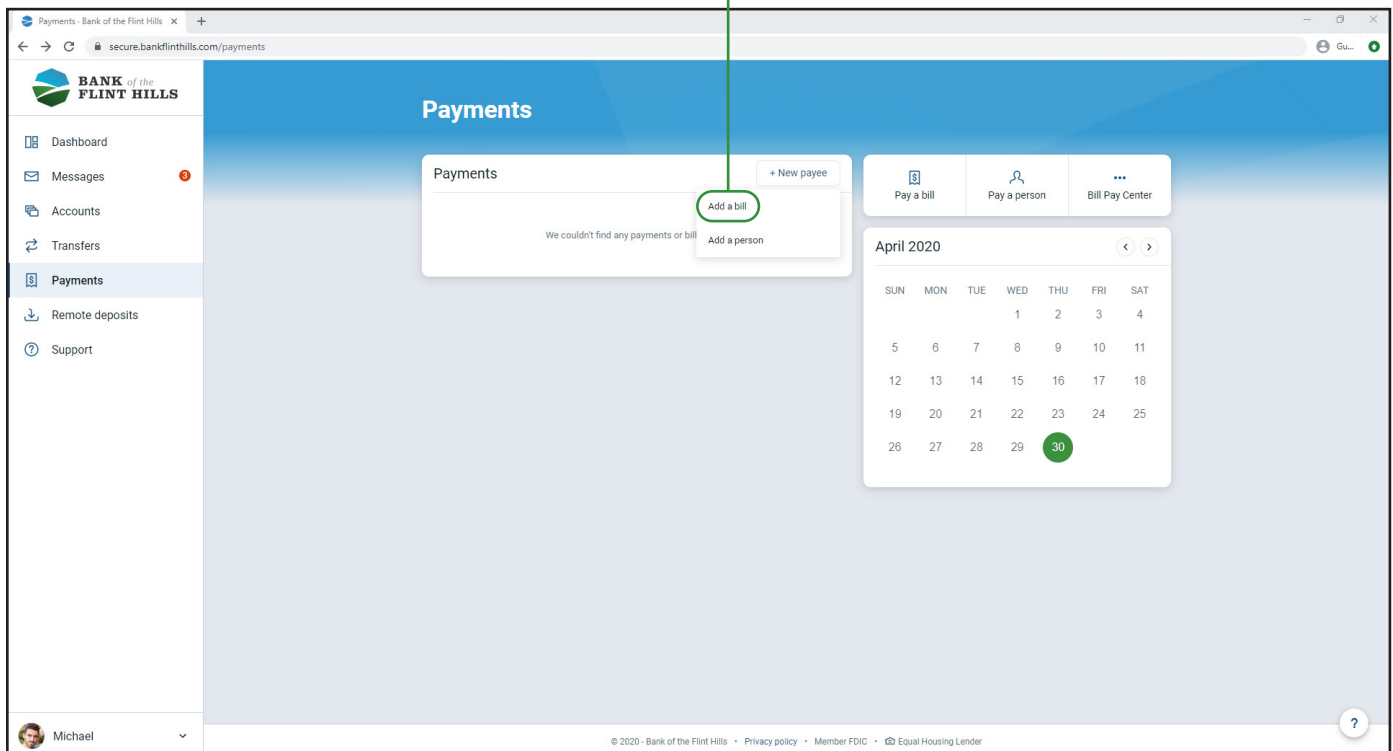 Payments - Bank of the Flint Hills
secure.bankflinthills.com/payments
Gu...
BANK of the
FLINT HILLS
Dashboard
Messages 3
Accounts
Transfers
Payments
Remote deposits
Support
Michael
Payments
Payments + New payee
Add a bill
We couldn't find any payments or bill
Add a person
Pay a bill Pay a person Bill Pay Center
April 2020
SUN MON TUE WED THU FRI SAT
1 2 3 4
5 6 7 8 9 10 11
12 13 14 15 16 17 18
19 20 21 22 23 24 25
26 27 28 29 30
?
© 2020 - Bank of the Flint Hills • Privacy policy • Member FDIC • Equal Housing Lender